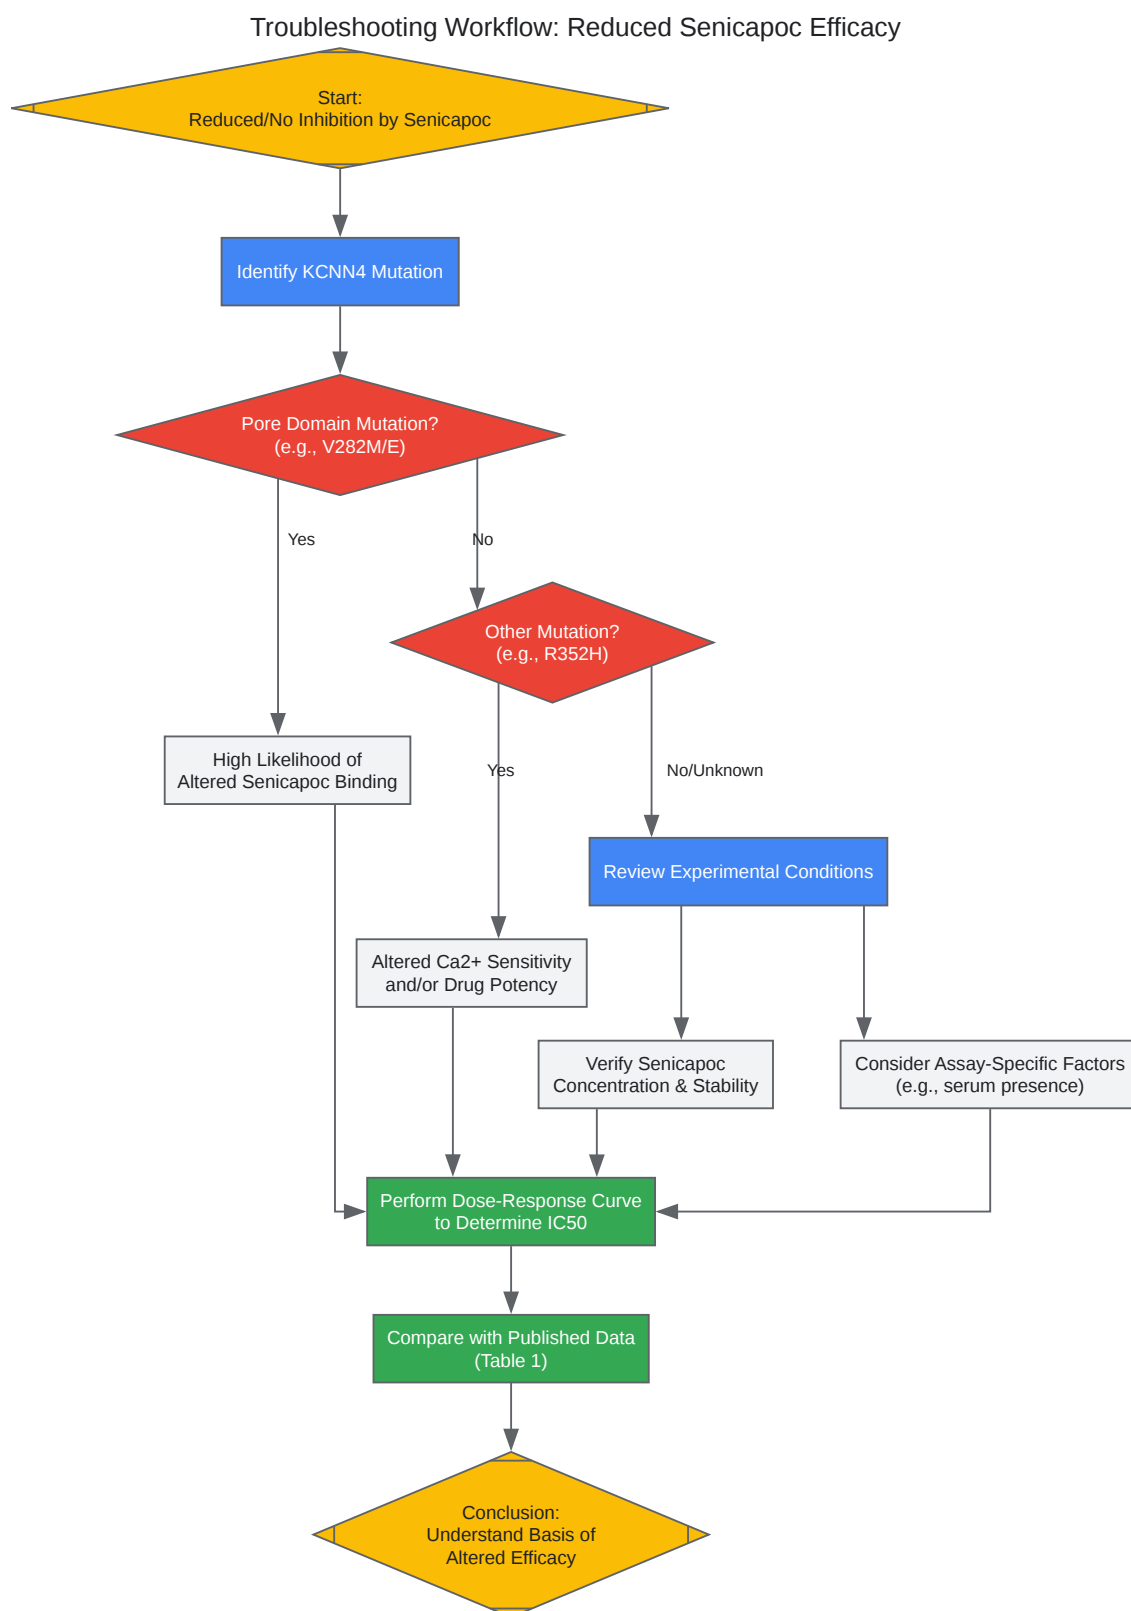 Troubleshooting Workflow: Reduced Senicapoc Efficacy
Start:
Reduced/No Inhibition by Senicapoc
Identify KCNN4 Mutation
Pore Domain Mutation?
(e.g., V282M/E)
Yes
No
Other Mutation?
(e.g., R352H)
High Likelihood of
Altered Senicapoc Binding
Yes
No/Unknown
Review Experimental Conditions
Altered Ca2+ Sensitivity
and/or Drug Potency
Verify Senicapoc
Concentration & Stability
Consider Assay-Specific Factors
(e.g., serum presence)
Perform Dose-Response Curve
to Determine IC50
Compare with Published Data
(Table 1)
Conclusion:
Understand Basis of
Altered Efficacy